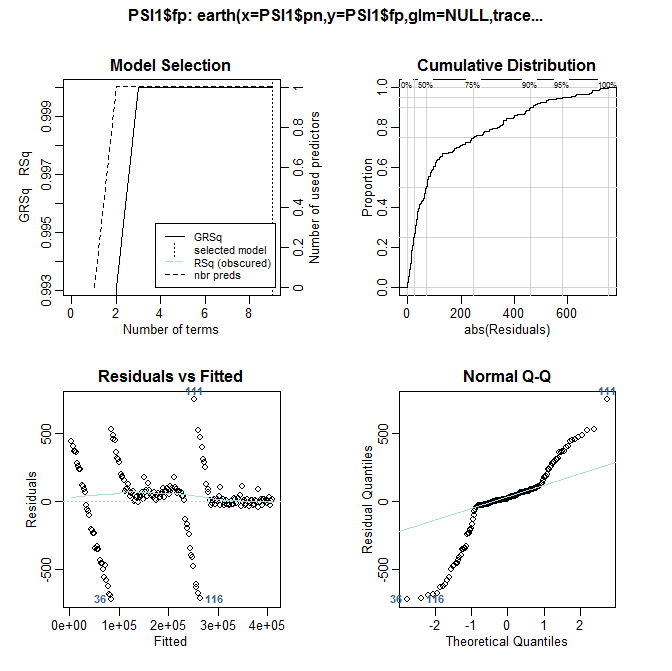 PSI1$fp: earth(x=PSI1$pn,y=PSI1$fp,glm=NULL,trace...
Model Selection
GRSq RSq
0.993 0.995 0.997 0.999
0 2 4 6 8
Number of terms
0 0.2 0.4 0.6 0.8 1
Number of used predictors
GRSq
selected model
RSq (obscured)
nbr preds
Cumulative Distribution
0% 50% 75% 90% 95% 100%
Proportion
0.0 0.2 0.4 0.6 0.8 1.0
0 200 400 600
abs(Residuals)
Residuals vs Fitted
111
Residuals
-500 0 500
36
116
0e+00 1e+05 2e+05 3e+05 4e+05
Fitted
Normal Q-Q
111
Residual Quantiles
-500 0 500
36
116
-2 -1 0 1 2
Theoretical Quantiles